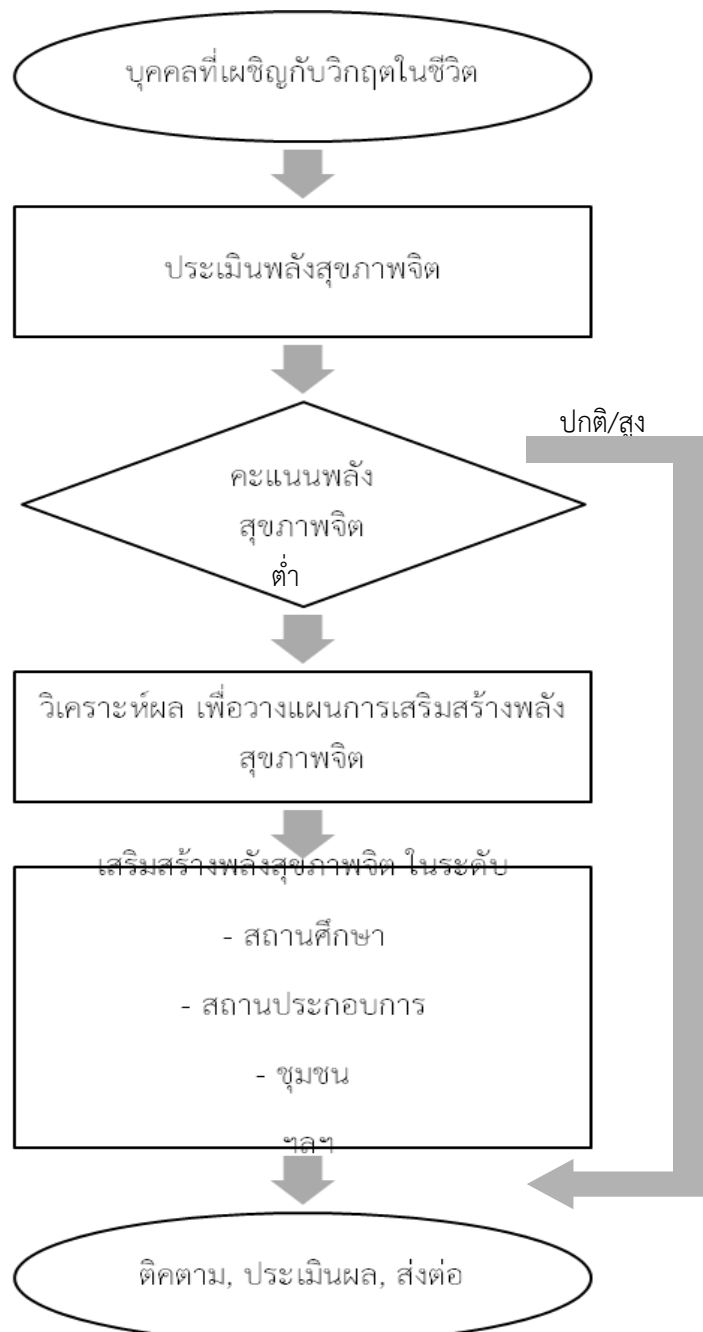 บุคคลที่เผชิญกับวิกฤตในชีวิต
ประเมินพลังสุขภาพจิต
ปกติ/สูง
คะแนนพลัง
สุขภาพจิต
ต่ำ
วิเคราะห์ผล เพื่อวางแผนการเสริมสร้างพลัง
สุขภาพจิต
เสริมสร้างพลังสุขภาพจิต ในระดับ
- สถานศึกษา
- สถานประกอบการ
- ชุมชน
ฯลฯ
ติดตาม, ประเมินผล, ส่งต่อ